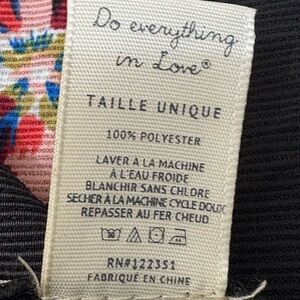 Do everything
in Love®
TAILLE UNIQUE
100% POLYESTER
LAVER A LA MACHINE
À L'EAU FROIDE
BLANCHIR SANS CHLORE
SECHER À LA MACHINE CYCLE DOUX
REPASSER AU FER CHEUD
RN#122351
FABRIQUÉ EN CHINE